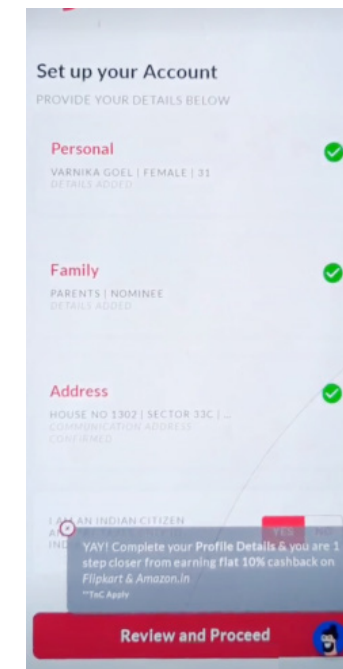 Set up your Account
PROVIDE YOUR DETAILS BELOW
Personal
VARNIKA GOEL | FEMALE | 31
DETAILS ADDED
Family
PARENTS | NOMINEE
DETAILS ADDED
Address
HOUSE NO 1302 | SECTOR 33C | ...
COMMUNICATION ADDRESS
CONFIRMED
I AM AN INDIAN CITIZEN
YES NO
YAY! Complete your Profile Details & you are 1
step closer from earning flat 10% cashback on
Flipkart & Amazon.in
**TnC Apply
Review and Proceed